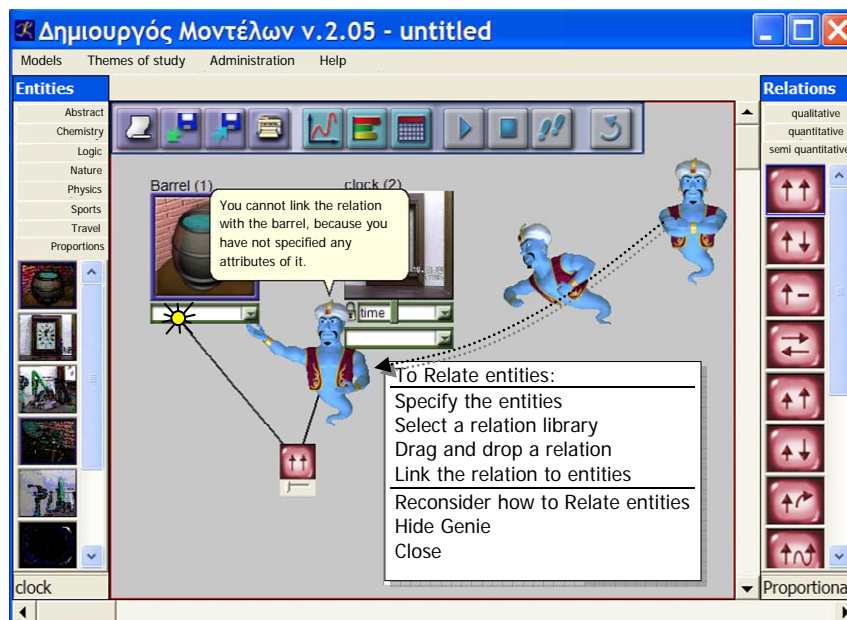 Δημιουργός Μοντέλων v.2.05 - untitled
Models Themes of study Administration Help
Entities
Abstract
Chemistry
Logic
Nature
Physics
Sports
Travel
Proportions
clock
Barrel (1)
clock (2)
You cannot link the relation
with the barrel, because you
have not specified any
attributes of it.
time
To Relate entities:
Specify the entities
Select a relation library
Drag and drop a relation
Link the relation to entities
Reconsider how to Relate entities
Hide Genie
Close
Relations
qualitative
quantitative
semi quantitative
Proportiona